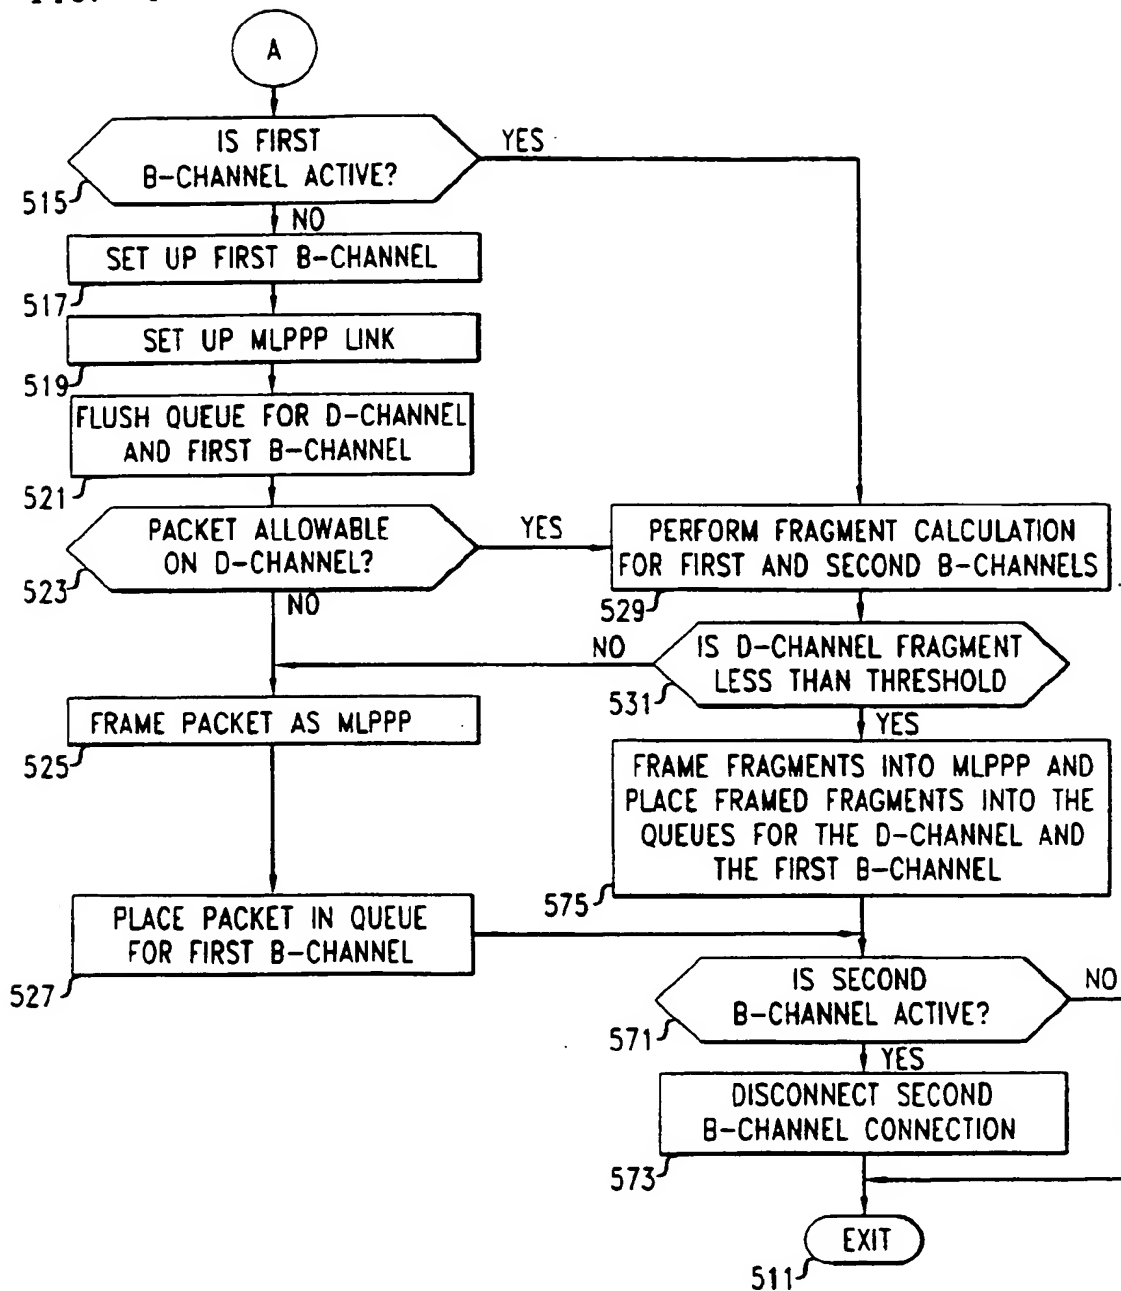 A
IS FIRST
B-CHANNEL ACTIVE?
YES
515
NO
SET UP FIRST B-CHANNEL
517
SET UP MLPPP LINK
519
FLUSH QUEUE FOR D-CHANNEL
AND FIRST B-CHANNEL
521
PACKET ALLOWABLE
ON D-CHANNEL?
YES
523
NO
PERFORM FRAGMENT CALCULATION
FOR FIRST AND SECOND B-CHANNELS
529
NO
IS D-CHANNEL FRAGMENT
LESS THAN THRESHOLD
531
YES
FRAME PACKET AS MLPPP
525
FRAME FRAGMENTS INTO MLPPP AND
PLACE FRAMED FRAGMENTS INTO THE
QUEUES FOR THE D-CHANNEL AND
THE FIRST B-CHANNEL
575
PLACE PACKET IN QUEUE
FOR FIRST B-CHANNEL
527
IS SECOND
B-CHANNEL ACTIVE?
NO
571
YES
DISCONNECT SECOND
B-CHANNEL CONNECTION
573
EXIT
511